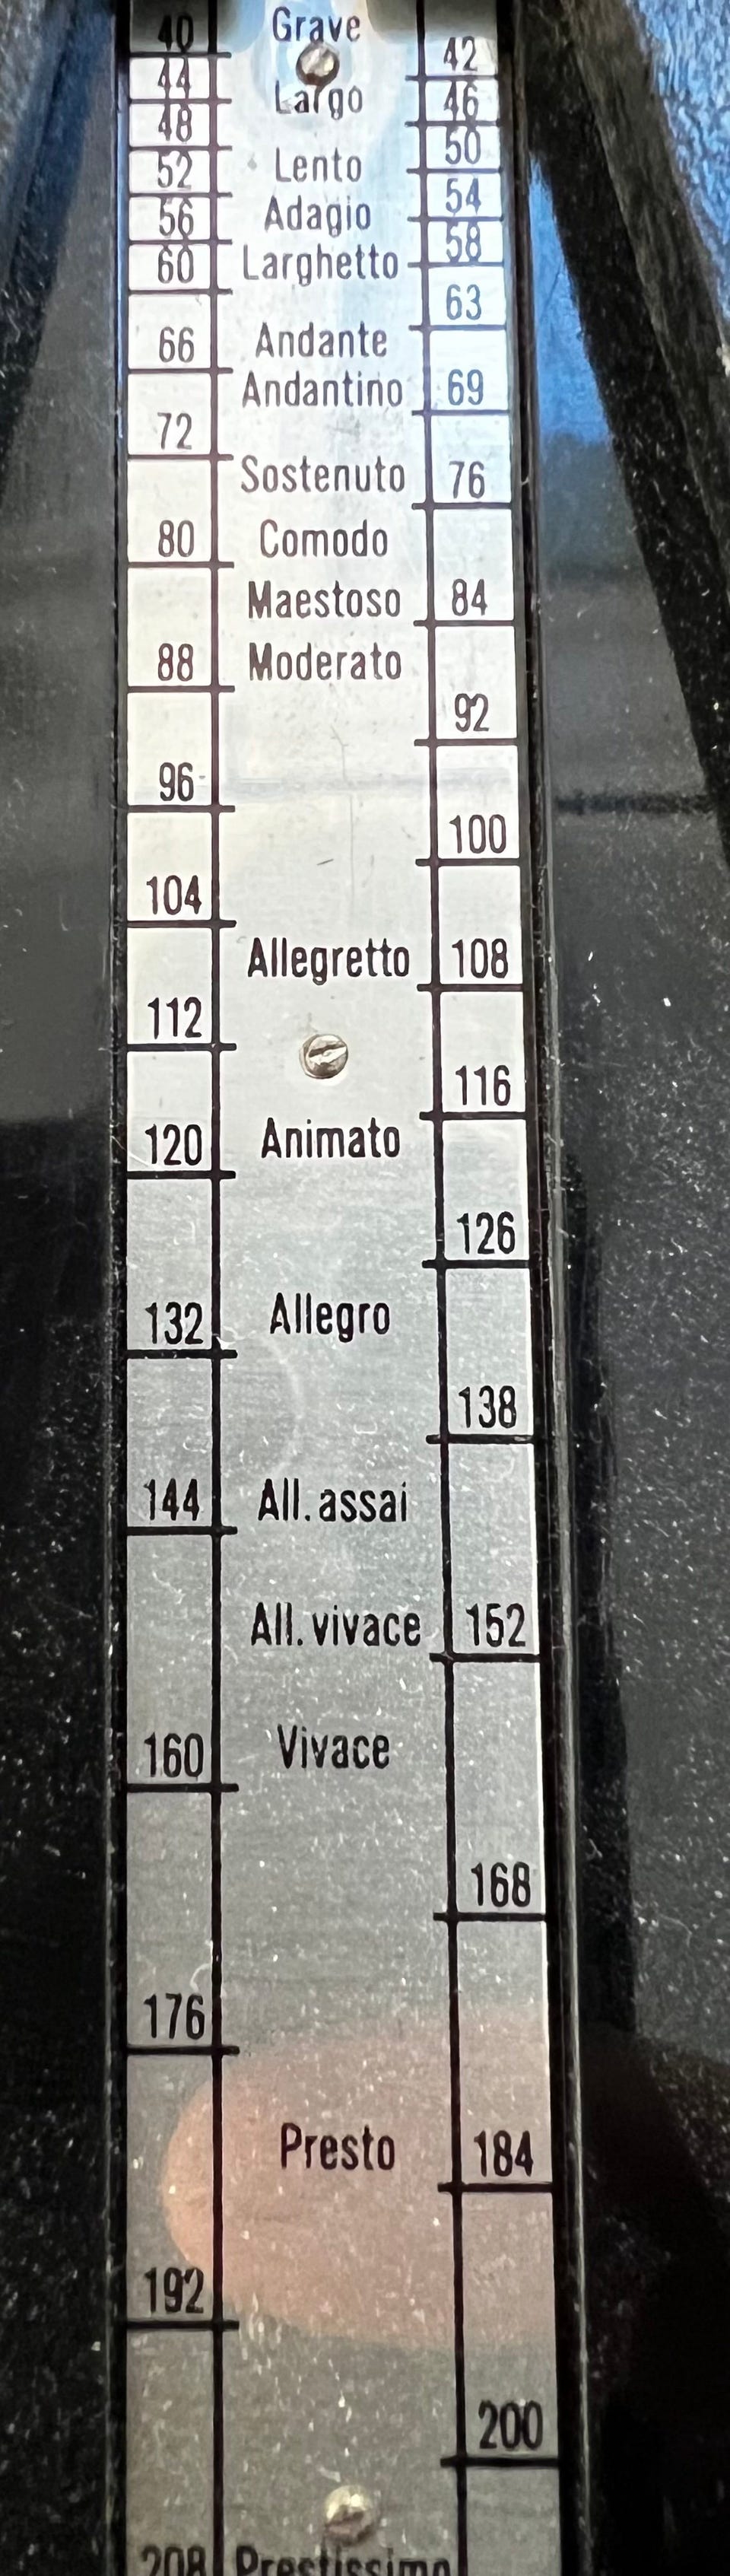 40 Grave
42
44
Largo 46
48
50
52 Lento
54
56 Adagio
58
60 Larghetto
63
66 Andante
Andantino 69
72
Sostenuto 76
80 Comodo
Maestoso 84
88 Moderato
92
96
100
104
Allegretto 108
112
116
120 Animato
126
132 Allegro
138
144 All. assai
All. vivace 152
160 Vivace
168
176
Presto 184
192
200
208 Prestissimo